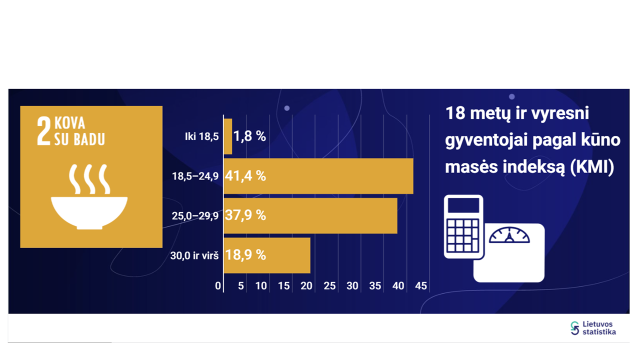 2 KOVA
SU BADU
18 metų ir vyresni
gyventojai pagal kūno
masės indeksą (KMI)
Iki 18,5 1,8 %
18,5–24,9 41,4 %
25,0–29,9 37,9 %
30,0 ir virš 18,9 %
0 5 10 15 20 25 30 35 40 45
Lietuvos
statistika